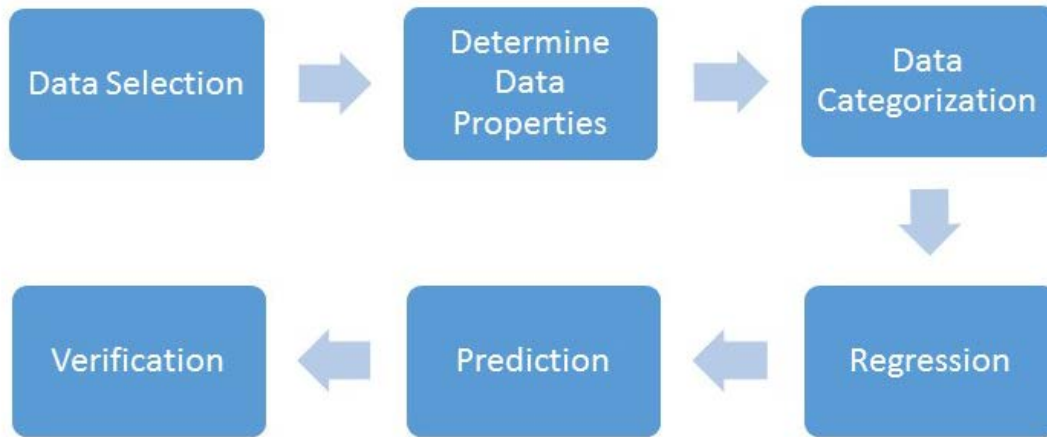 Data Selection
Determine
Data
Properties
Data
Categorization
Regression
Prediction
Verification